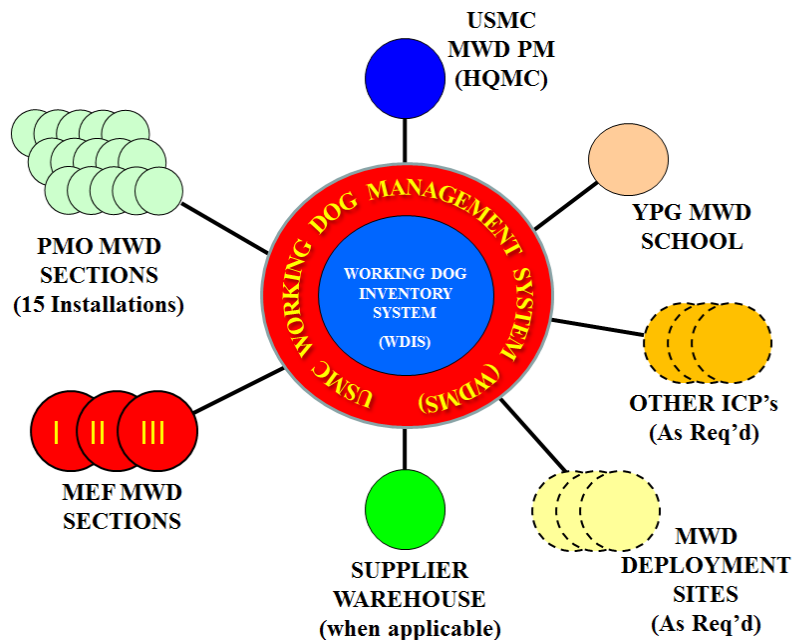 USMC
MWD PM
(HQMC)
YPG MWD
SCHOOL
PMO MWD
SECTIONS
(15 Installations)
USMC WORKING DOG MANAGEMENT SYSTEM (WDMS)
WORKING DOG
INVENTORY
SYSTEM
(WDIS)
OTHER ICP's
(As Req'd)
I II III
MEF MWD
SECTIONS
SUPPLIER
WAREHOUSE
(when applicable)
MWD
DEPLOYMENT
SITES
(As Req'd)